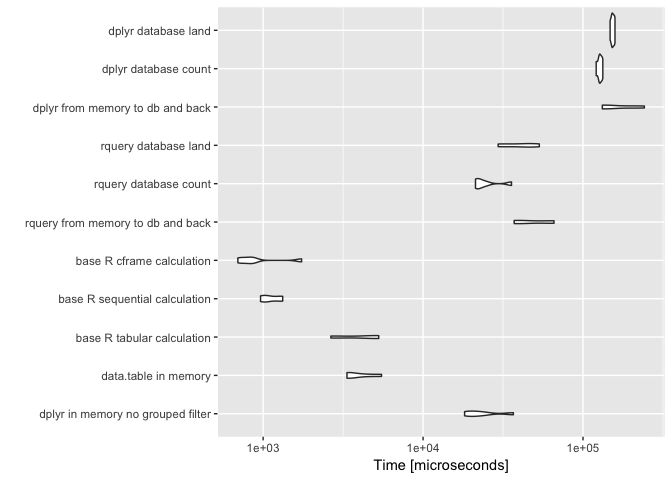 dplyr database land
dplyr database count
dplyr from memory to db and back
rquery database land
rquery database count
rquery from memory to db and back
base R cframe calculation
base R sequential calculation
base R tabular calculation
data.table in memory
dplyr in memory no grouped filter
1e+03 1e+04 1e+05
Time [microseconds]